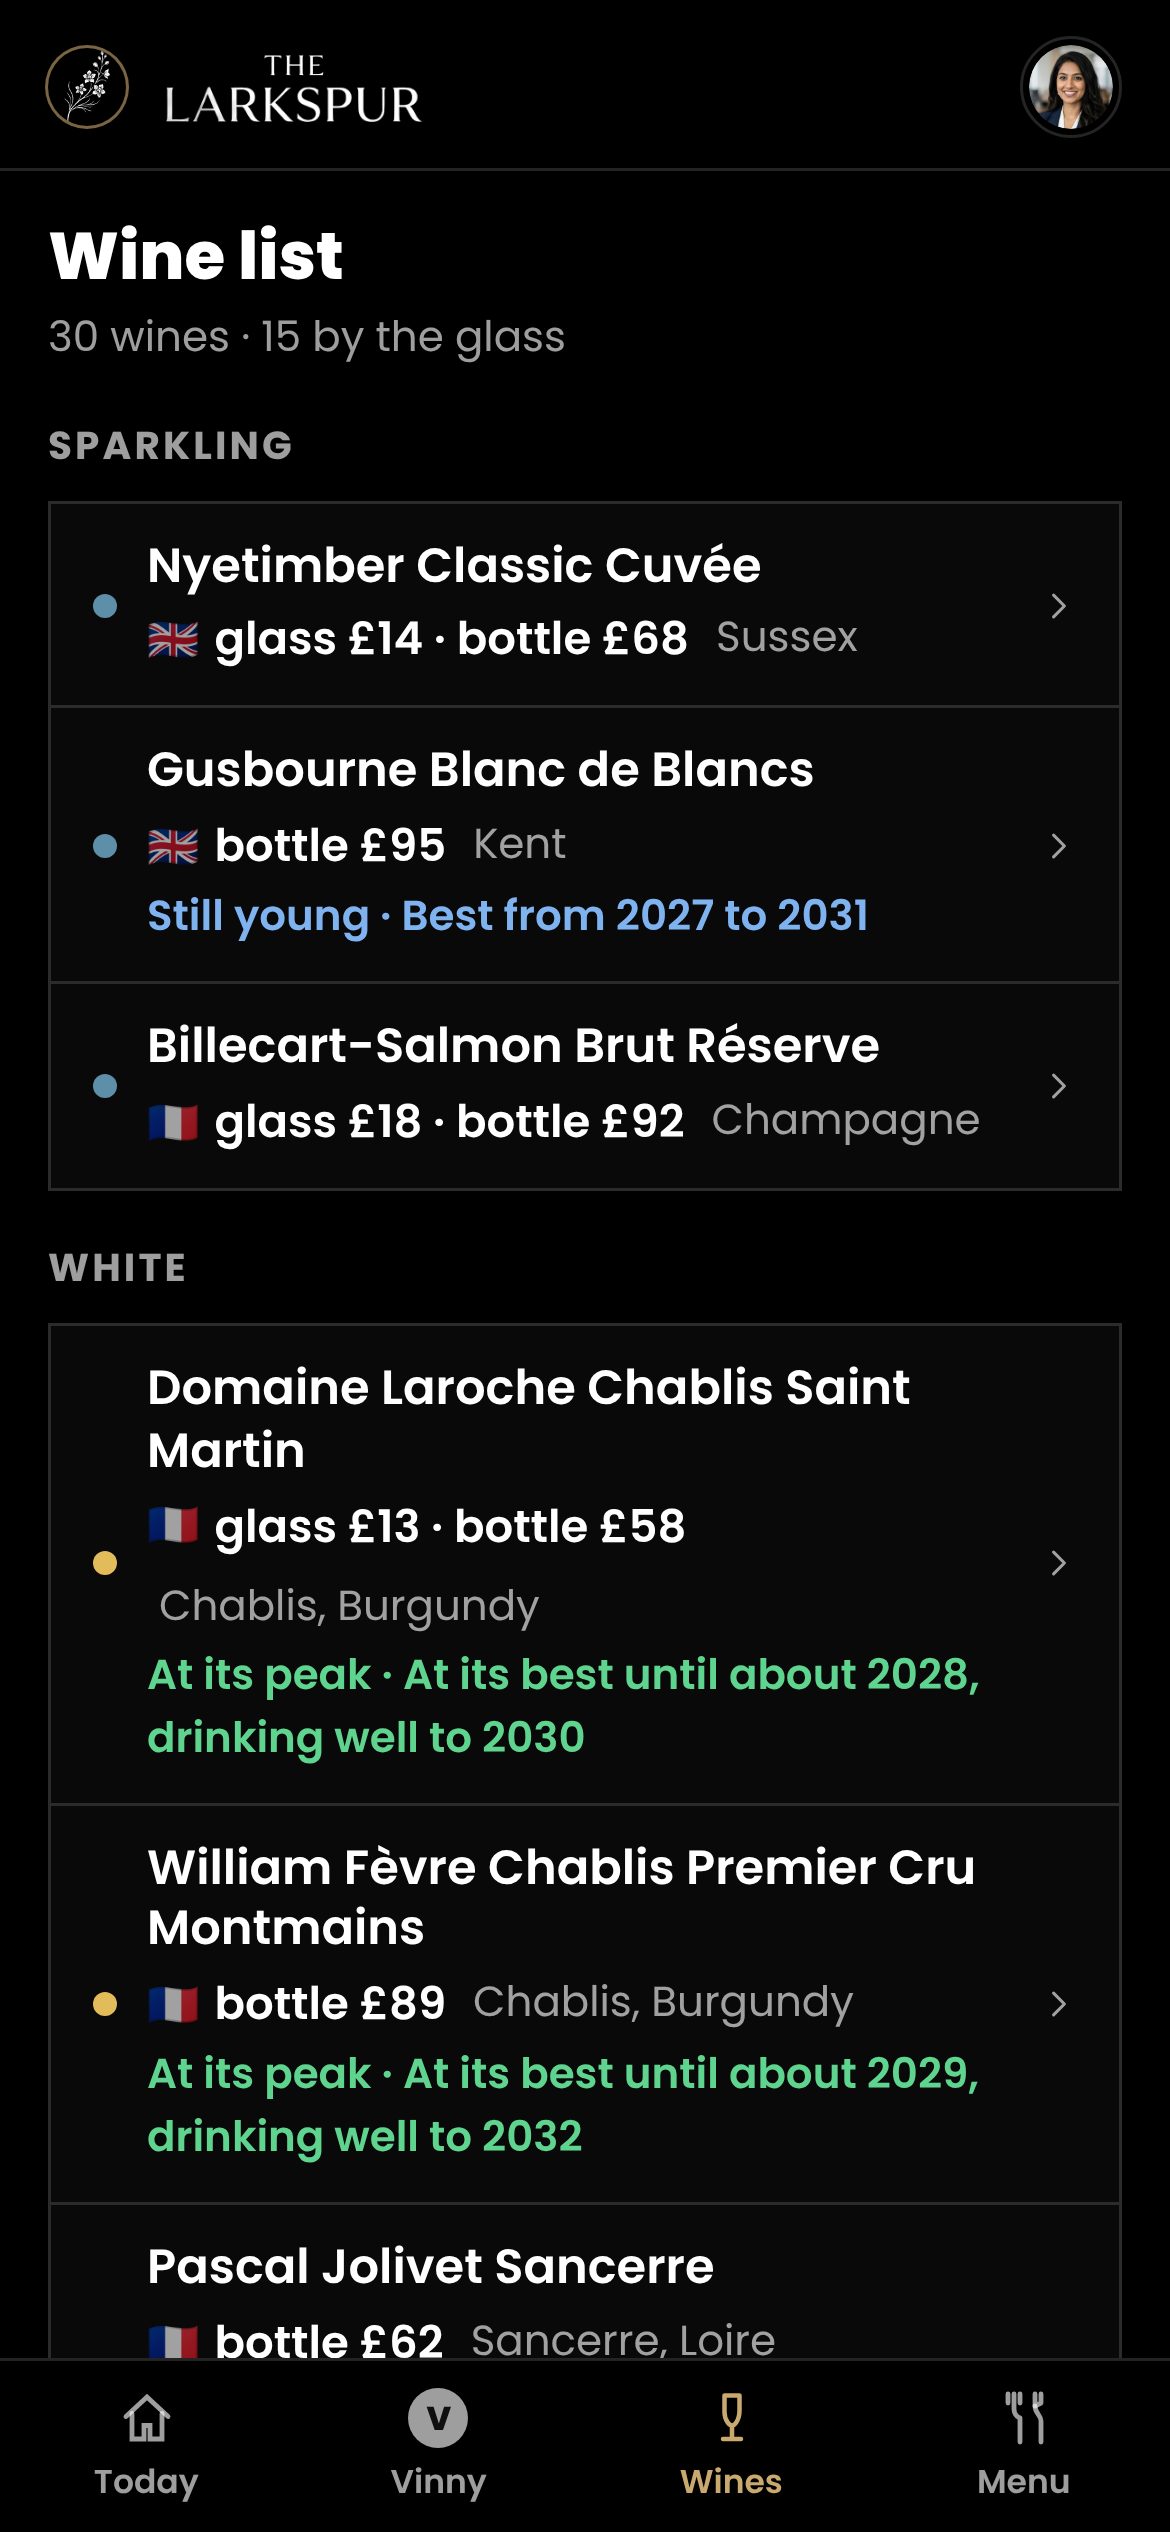 THE
LARKSPUR
Wine list
30 wines · 15 by the glass
SPARKLING
Nyetimber Classic Cuvée
glass £14 · bottle £68 Sussex
Gusbourne Blanc de Blancs
bottle £95 Kent
Still young · Best from 2027 to 2031
Billecart-Salmon Brut Réserve
glass £18 · bottle £92 Champagne
WHITE
Domaine Laroche Chablis Saint
Martin
glass £13 · bottle £58
Chablis, Burgundy
At its peak · At its best until about 2028,
drinking well to 2030
William Fèvre Chablis Premier Cru
Montmains
bottle £89 Chablis, Burgundy
At its peak · At its best until about 2029,
drinking well to 2032
Pascal Jolivet Sancerre
bottle £62 Sancerre, Loire
V
Today Vinny Wines Menu